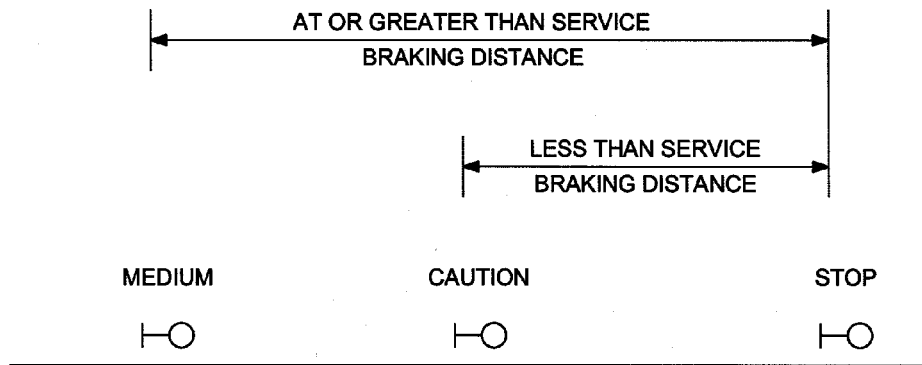 AT OR GREATER THAN SERVICE
BRAKING DISTANCE
LESS THAN SERVICE
BRAKING DISTANCE
MEDIUM CAUTION STOP